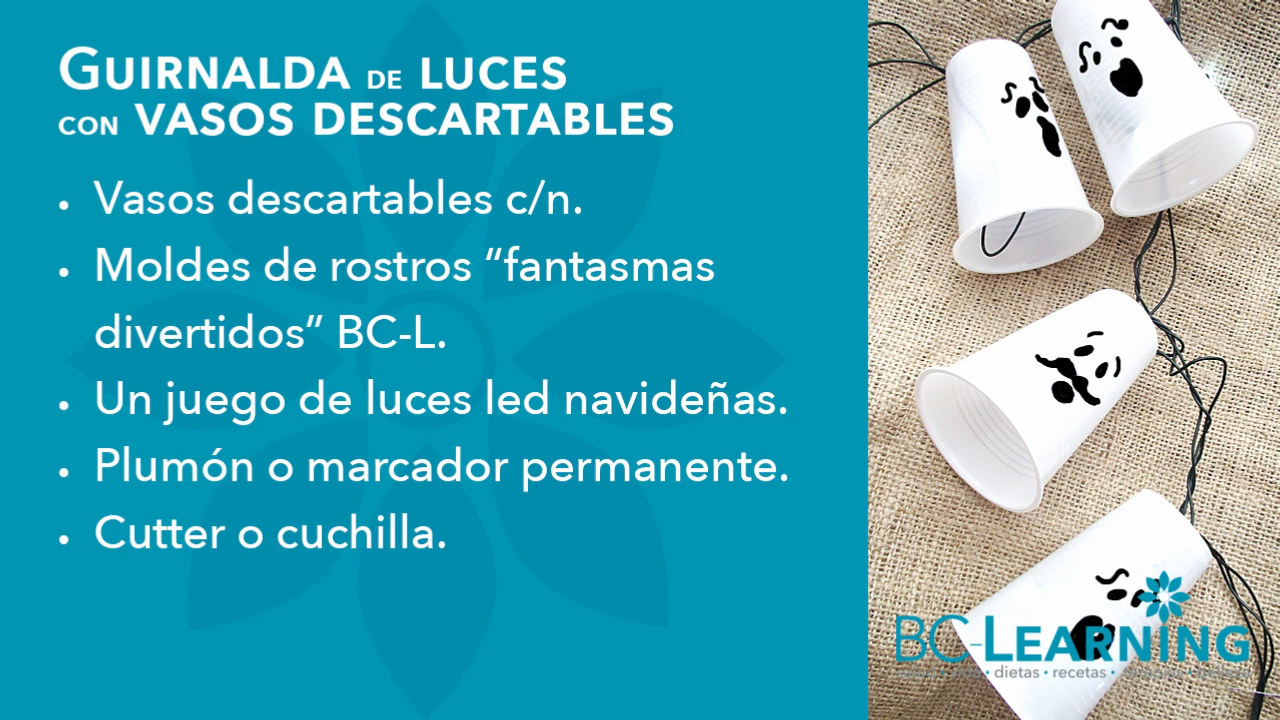 GUIRNALDA DE LUCES
CON VASOS DESCARTABLES
• Vasos descartables c/n.
• Moldes de rostros “fantasmas
divertidos” BC-L.
• Un juego de luces led navideñas.
• Plumón o marcador permanente.
• Cutter o cuchilla.
BC-LEARNING
• dietas • recetas •